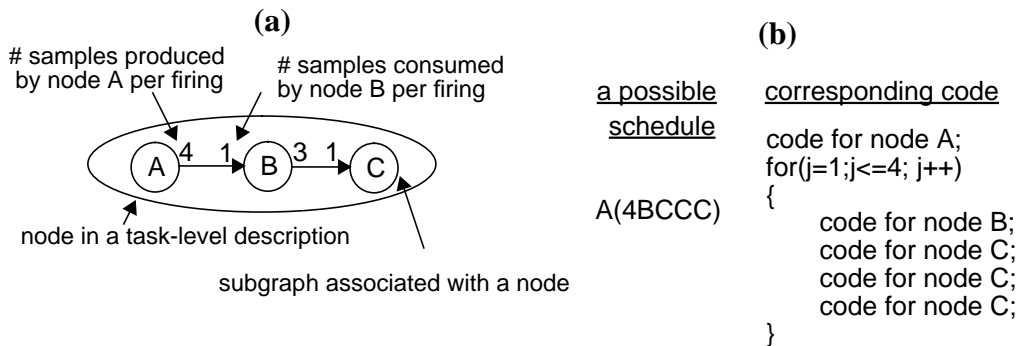 (a)
# samples produced
by node A per firing
# samples consumed
by node B per firing
A 4 1 B 3 1 C
node in a task-level description
subgraph associated with a node
(b)
a possible
schedule
A(4BCCC)
corresponding code
code for node A;
for(j=1;j<=4; j++)
{
code for node B;
code for node C;
code for node C;
code for node C;
}